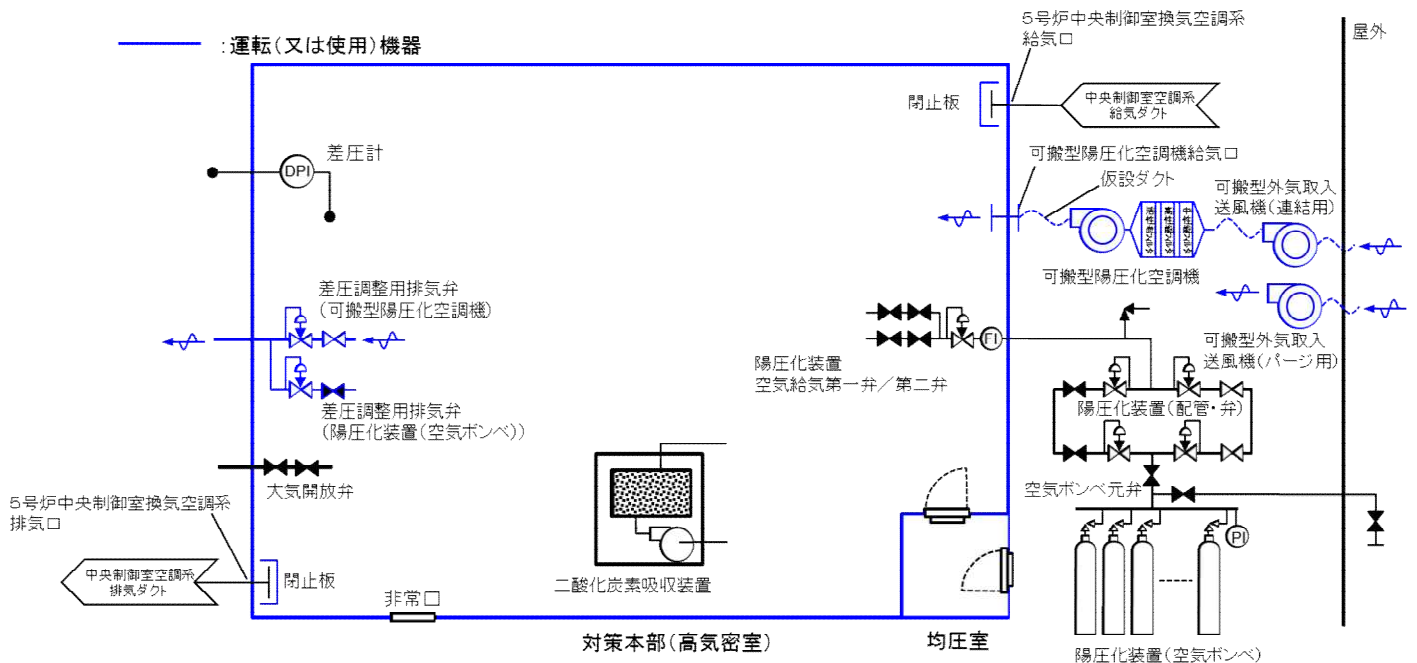 :運転(又は使用)機器
5号炉中央制御室換気空調系
給気口
屋外
閉止板
中央制御室空調系
給気ダクト
差圧計
DPI
可搬型陽圧化空調機給気口
仮設ダクト
可搬型外気取入
送風機(連結用)
可搬型陽圧化空調機
差圧調整用排気弁
(可搬型陽圧化空調機)
FI
可搬型外気取入
送風機(パージ用)
陽圧化装置
空気給気第一弁/第二弁
差圧調整用排気弁
(陽圧化装置(空気ボンベ))
陽圧化装置(配管・弁)
大気開放弁
空気ボンベ元弁
5号炉中央制御室換気空調系
排気口
PI
中央制御室空調系
排気ダクト
閉止板
二酸化炭素吸収装置
非常口
対策本部(高気密室)
均圧室
陽圧化装置(空気ボンベ)